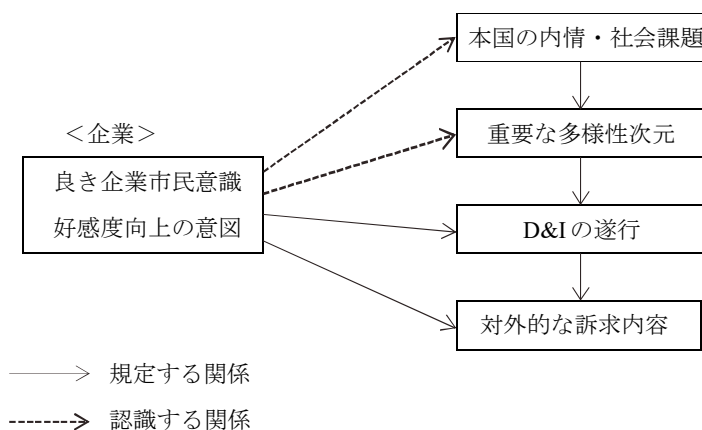 本国の内情・社会課題
＜企業＞
重要な多様性次元
良き企業市民意識
好感度向上の意図
D&Iの遂行
対外的な訴求内容
規定する関係
認識する関係